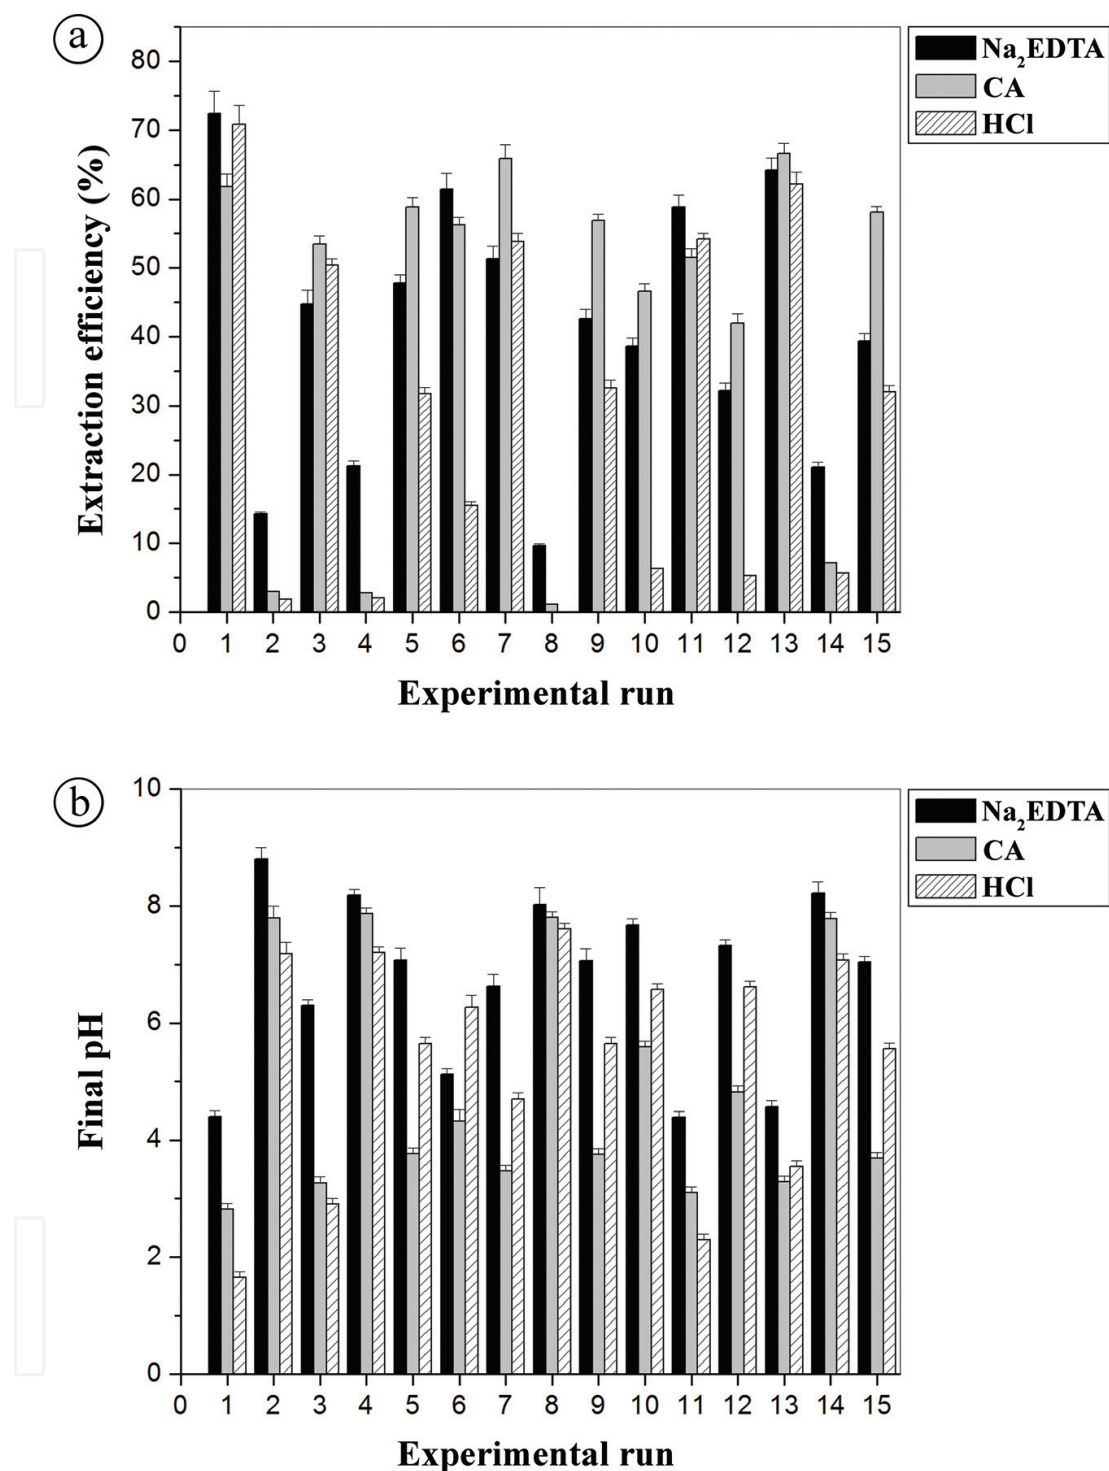 a
80
70
60
50
40
30
20
10
0
Extraction efficiency (%)
0 1 2 3 4 5 6 7 8 9 10 11 12 13 14 15
Experimental run
Na₂EDTA
CA
HCl
b
10
8
6
4
2
0
Final pH
0 1 2 3 4 5 6 7 8 9 10 11 12 13 14 15
Experimental run
Na₂EDTA
CA
HCl